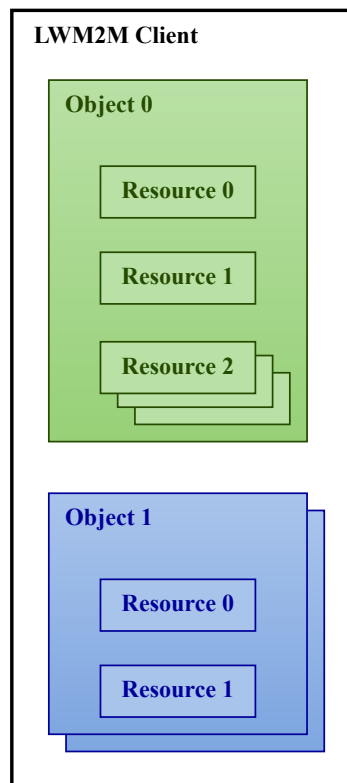 LWM2M Client
Object 0
Resource 0
Resource 1
Resource 2
Object 1
Resource 0
Resource 1